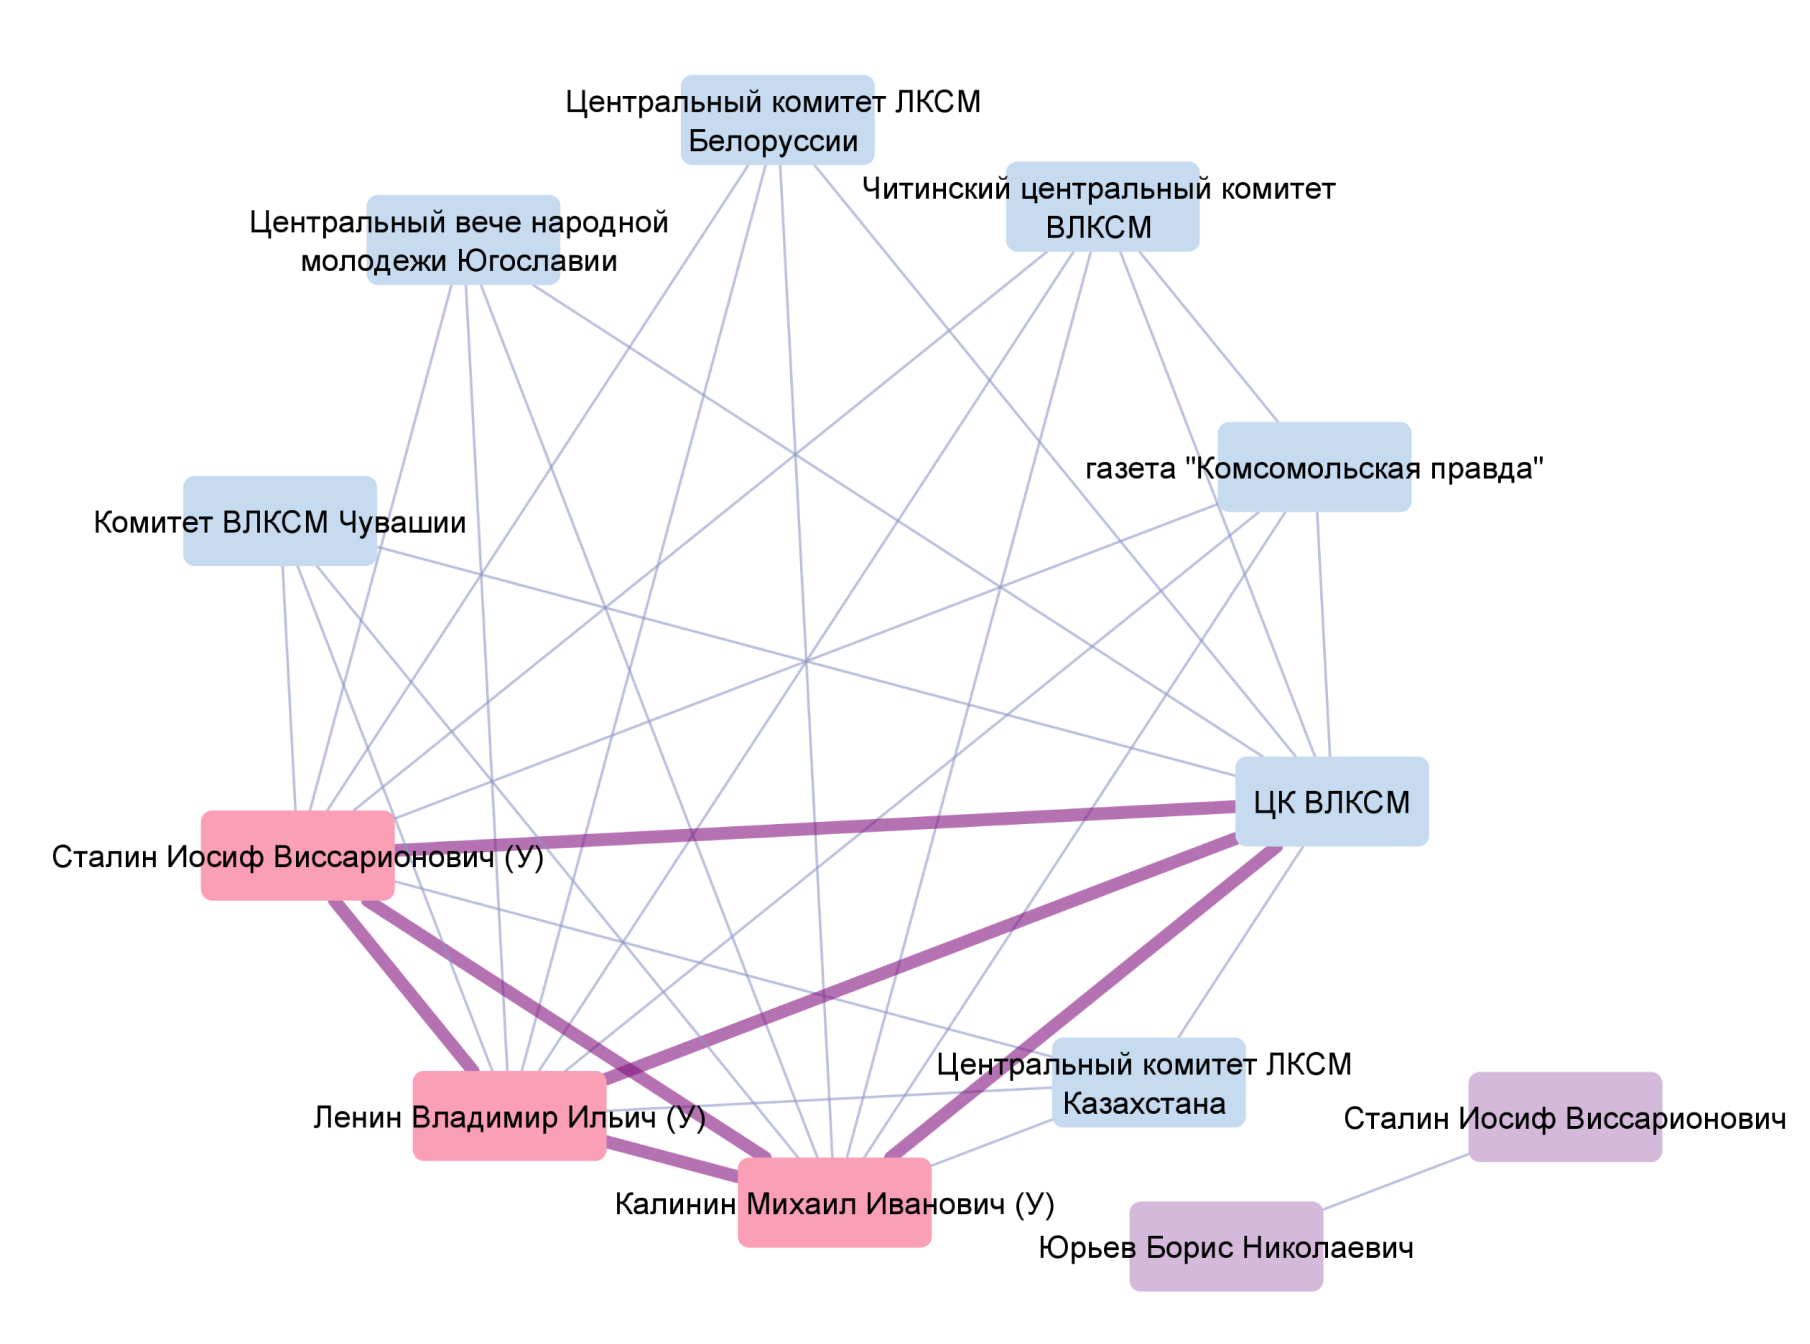 Центральный комитет ЛКСМ
Белоруссии
Читинский центральный комитет
ВЛКСМ
Центральный вече народной
молодежи Югославии
газета "Комсомольская правда"
Комитет ВЛКСМ Чувашии
ЦК ВЛКСМ
Сталин Иосиф Виссарионович (У)
Центральный комитет ЛКСМ
Казахстана
Ленин Владимир Ильич (У)
Сталин Иосиф Виссарионович
Калинин Михаил Иванович (У)
Юрьев Борис Николаевич